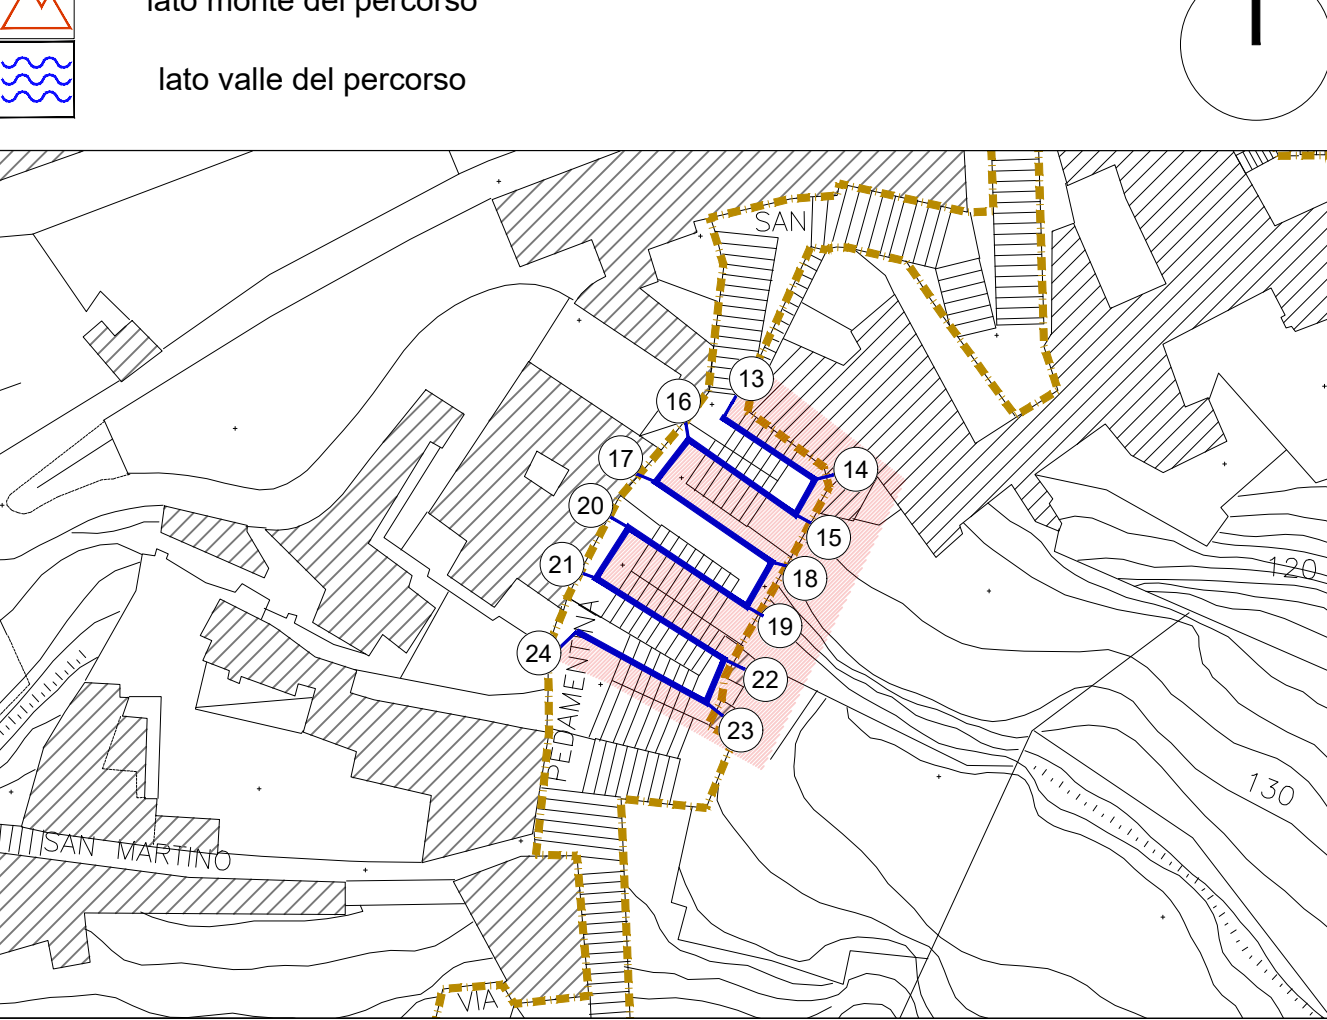 lato monte del percorso
lato valle del percorso
SAN
13
16
14
17
20
15
21
18
120
19
24
22
PEDAMENTINA
23
130
SAN MARTINO
VIA